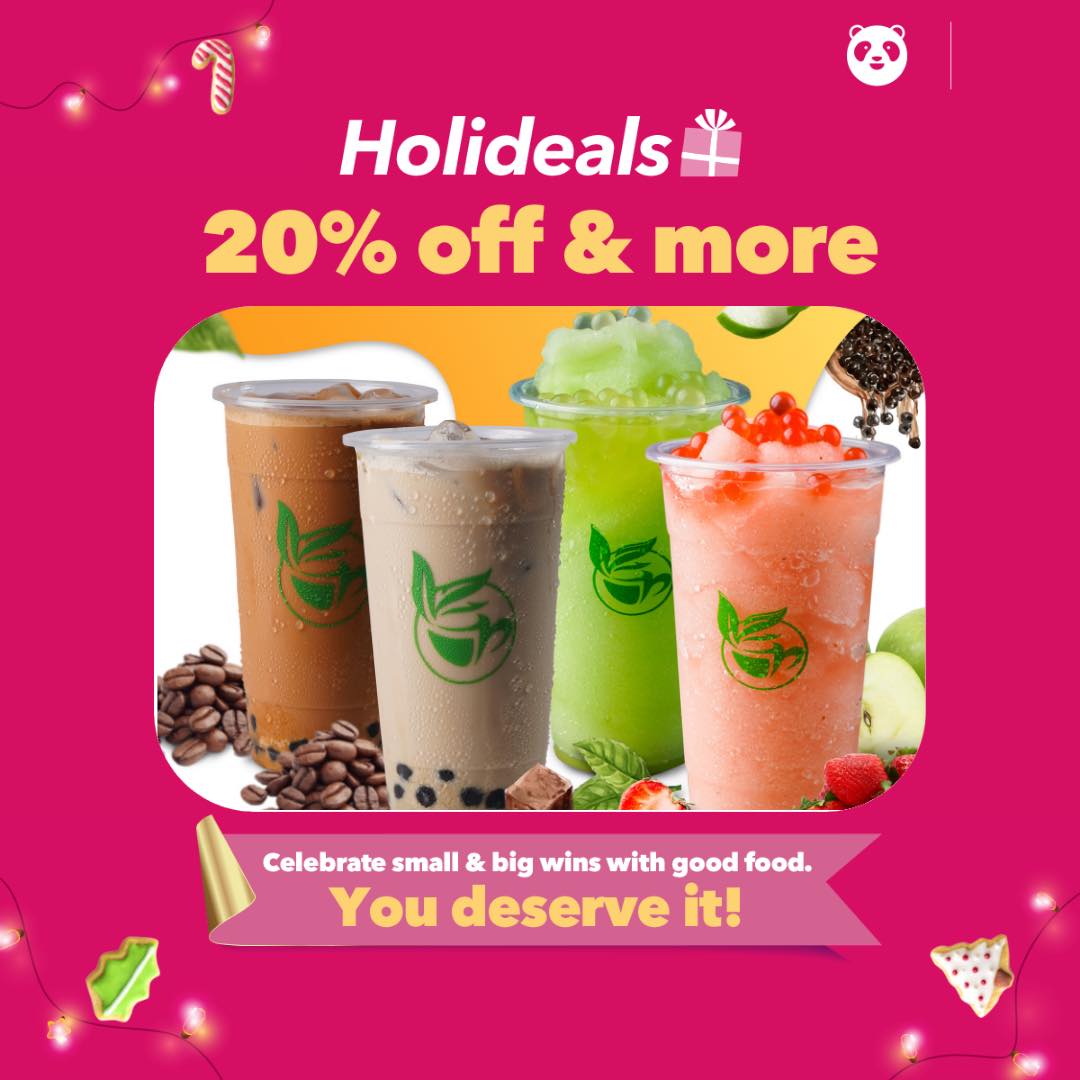 Holideals
20% off & more
Celebrate small & big wins with good food.
You deserve it!